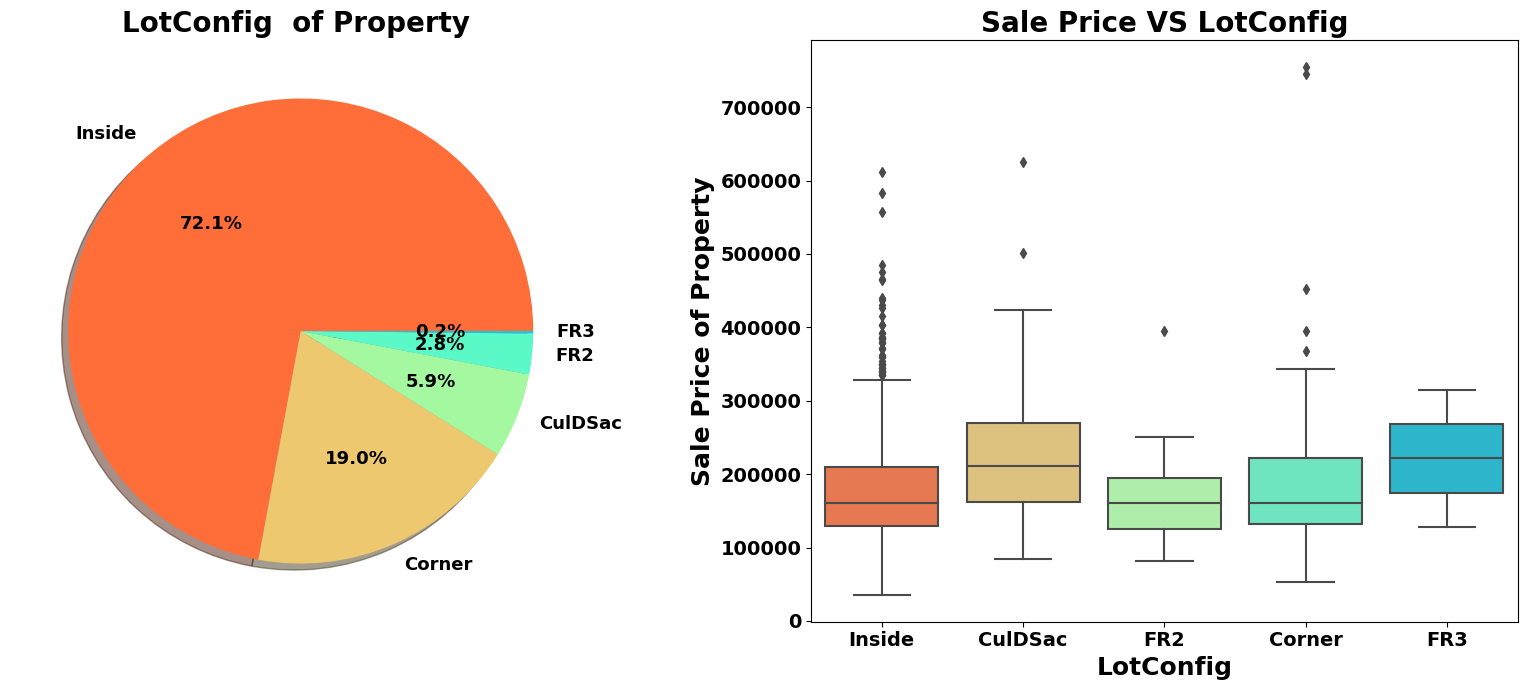 LotConfig  of Property
Inside
72.1%
0.2%
FR3
2.8%
FR2
5.9%
CulDSac
19.0%
Corner
Sale Price VS LotConfig
Sale Price of Property
700000
600000
500000
400000
300000
200000
100000
0
Inside CulDSac FR2 Corner FR3
LotConfig